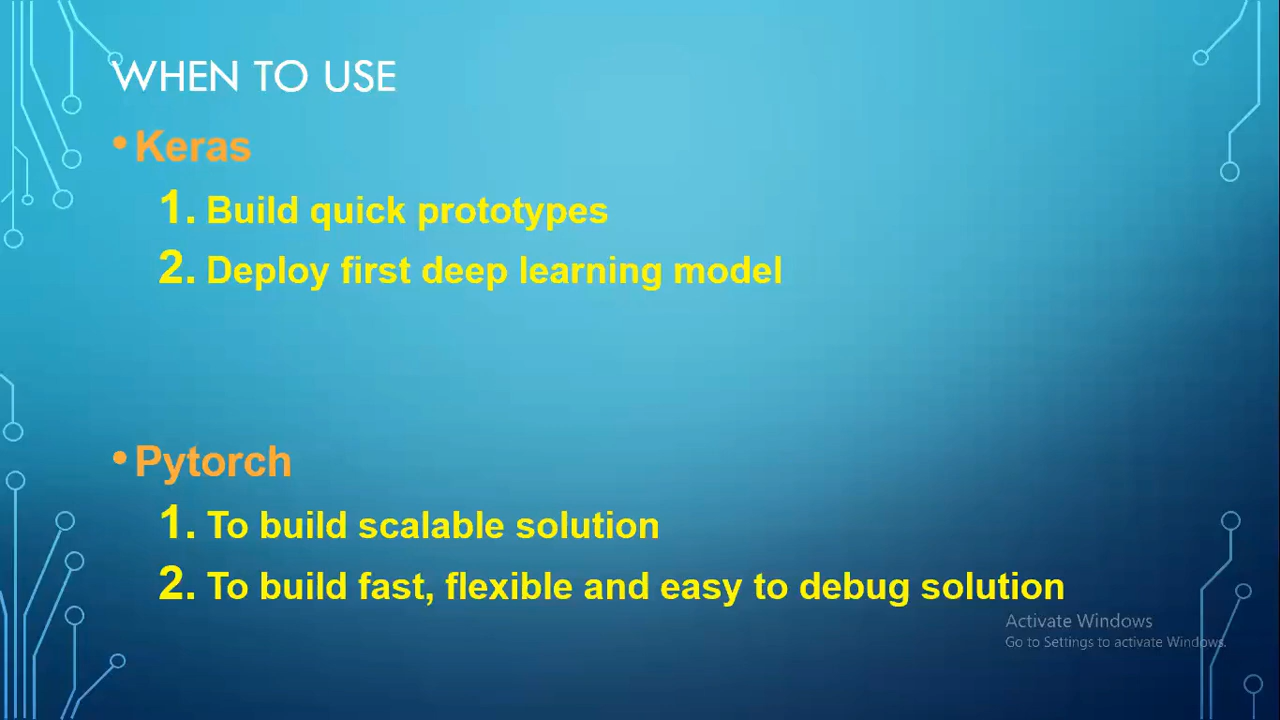 WHEN TO USE
• Keras
1. Build quick prototypes
2. Deploy first deep learning model
• Pytorch
1. To build scalable solution
2. To build fast, flexible and easy to debug solution
Activate Windows
Go to Settings to activate Windows.